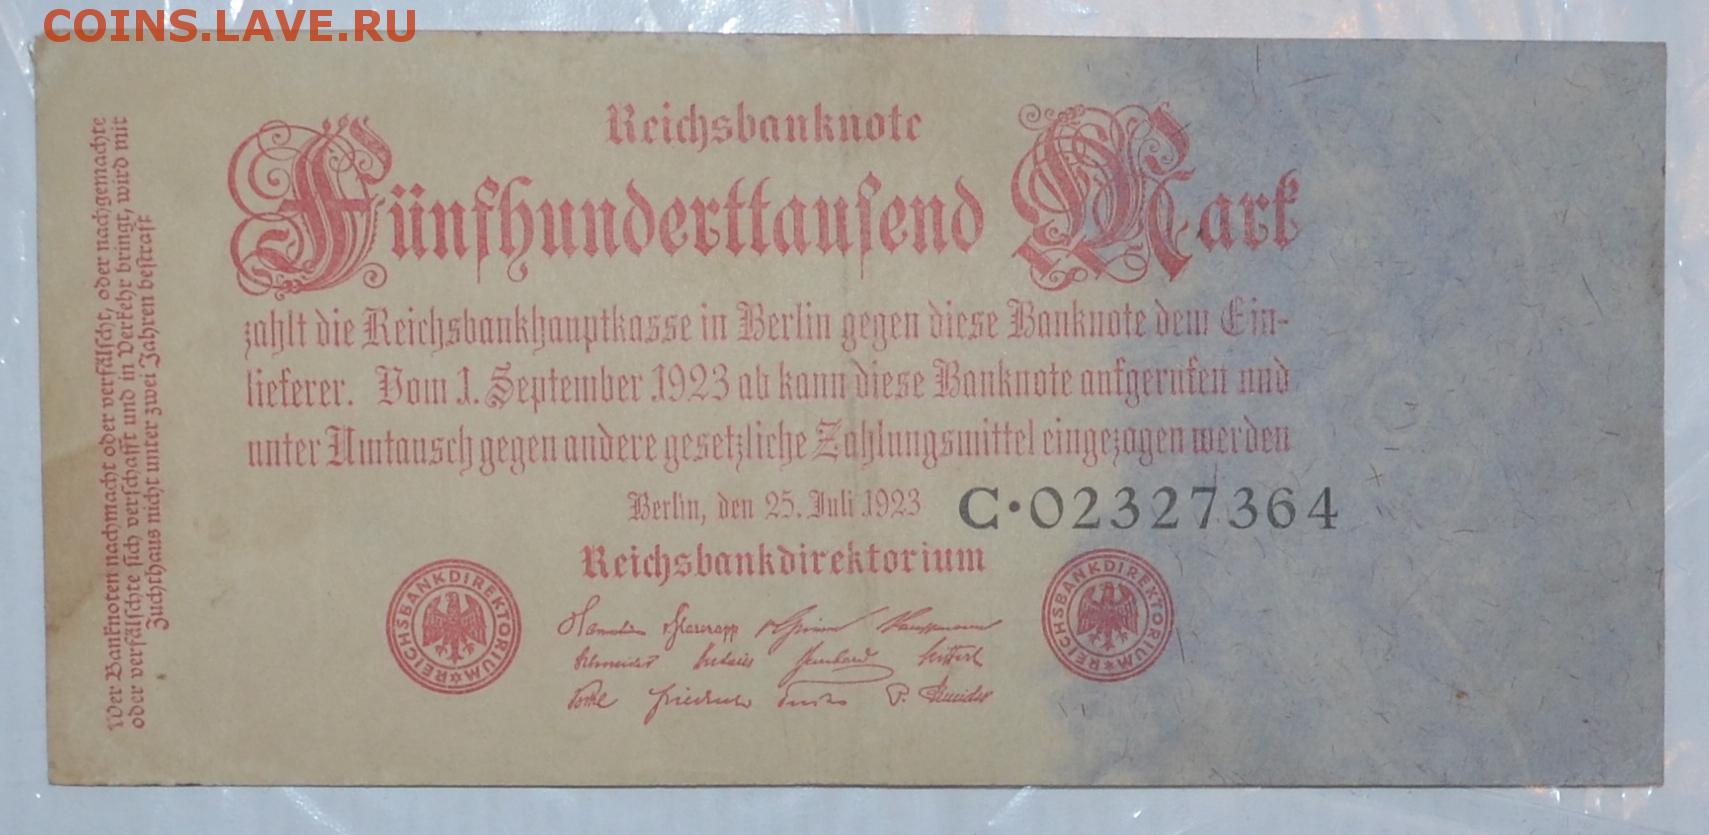 COINS.LAVE.RU
Reichsbanknote
Fünfhunderttauſend Mark
zahlt die Reichsbankhauptkasse in Berlin gegen diese Banknote dem Ein-
lieferer. Vom 1. September 1923 ab kann diese Banknote aufgerufen und
unter Umtausch gegen andere gesetzliche Zahlungsmittel eingezogen werden
Berlin, den 25. Juli 1923
C·02327364
Reichsbankdirektorium
REICHSBANKDIREKTORIUM
REICHSBANKDIREKTORIUM
Schneider
Friedrich
P. Schneider
Wer Banknoten nachmacht oder verfälſcht, oder nachgemachte
oder verfälſchte ſich verſchafft und in Verkehr bringt, wird mit
Zuchthaus nicht unter zwei Jahren beſtraft